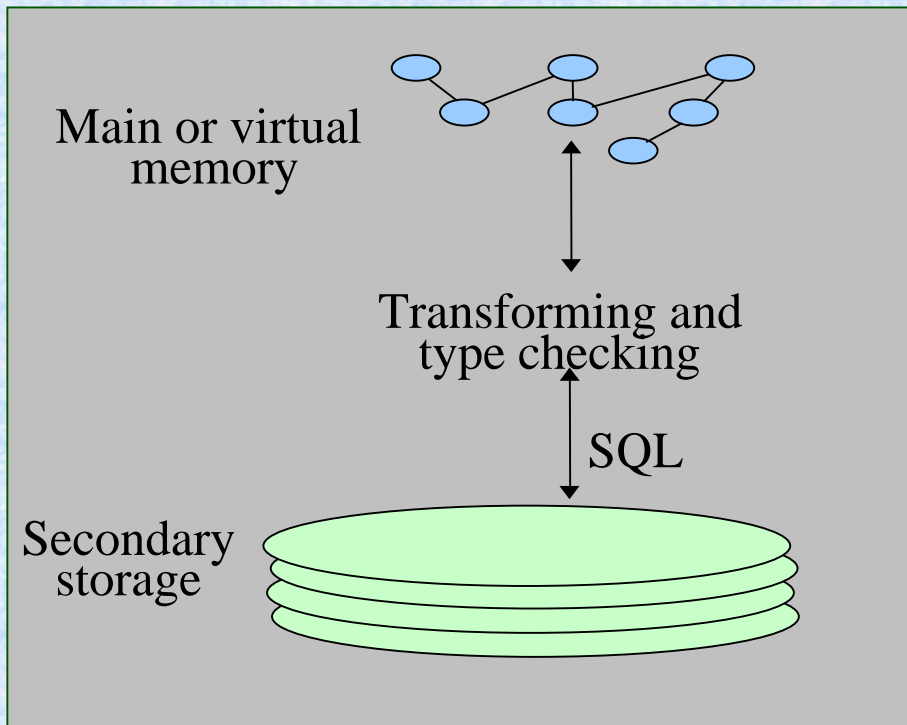 Main or virtual
memory
Transforming and
type checking
SQL
Secondary
storage